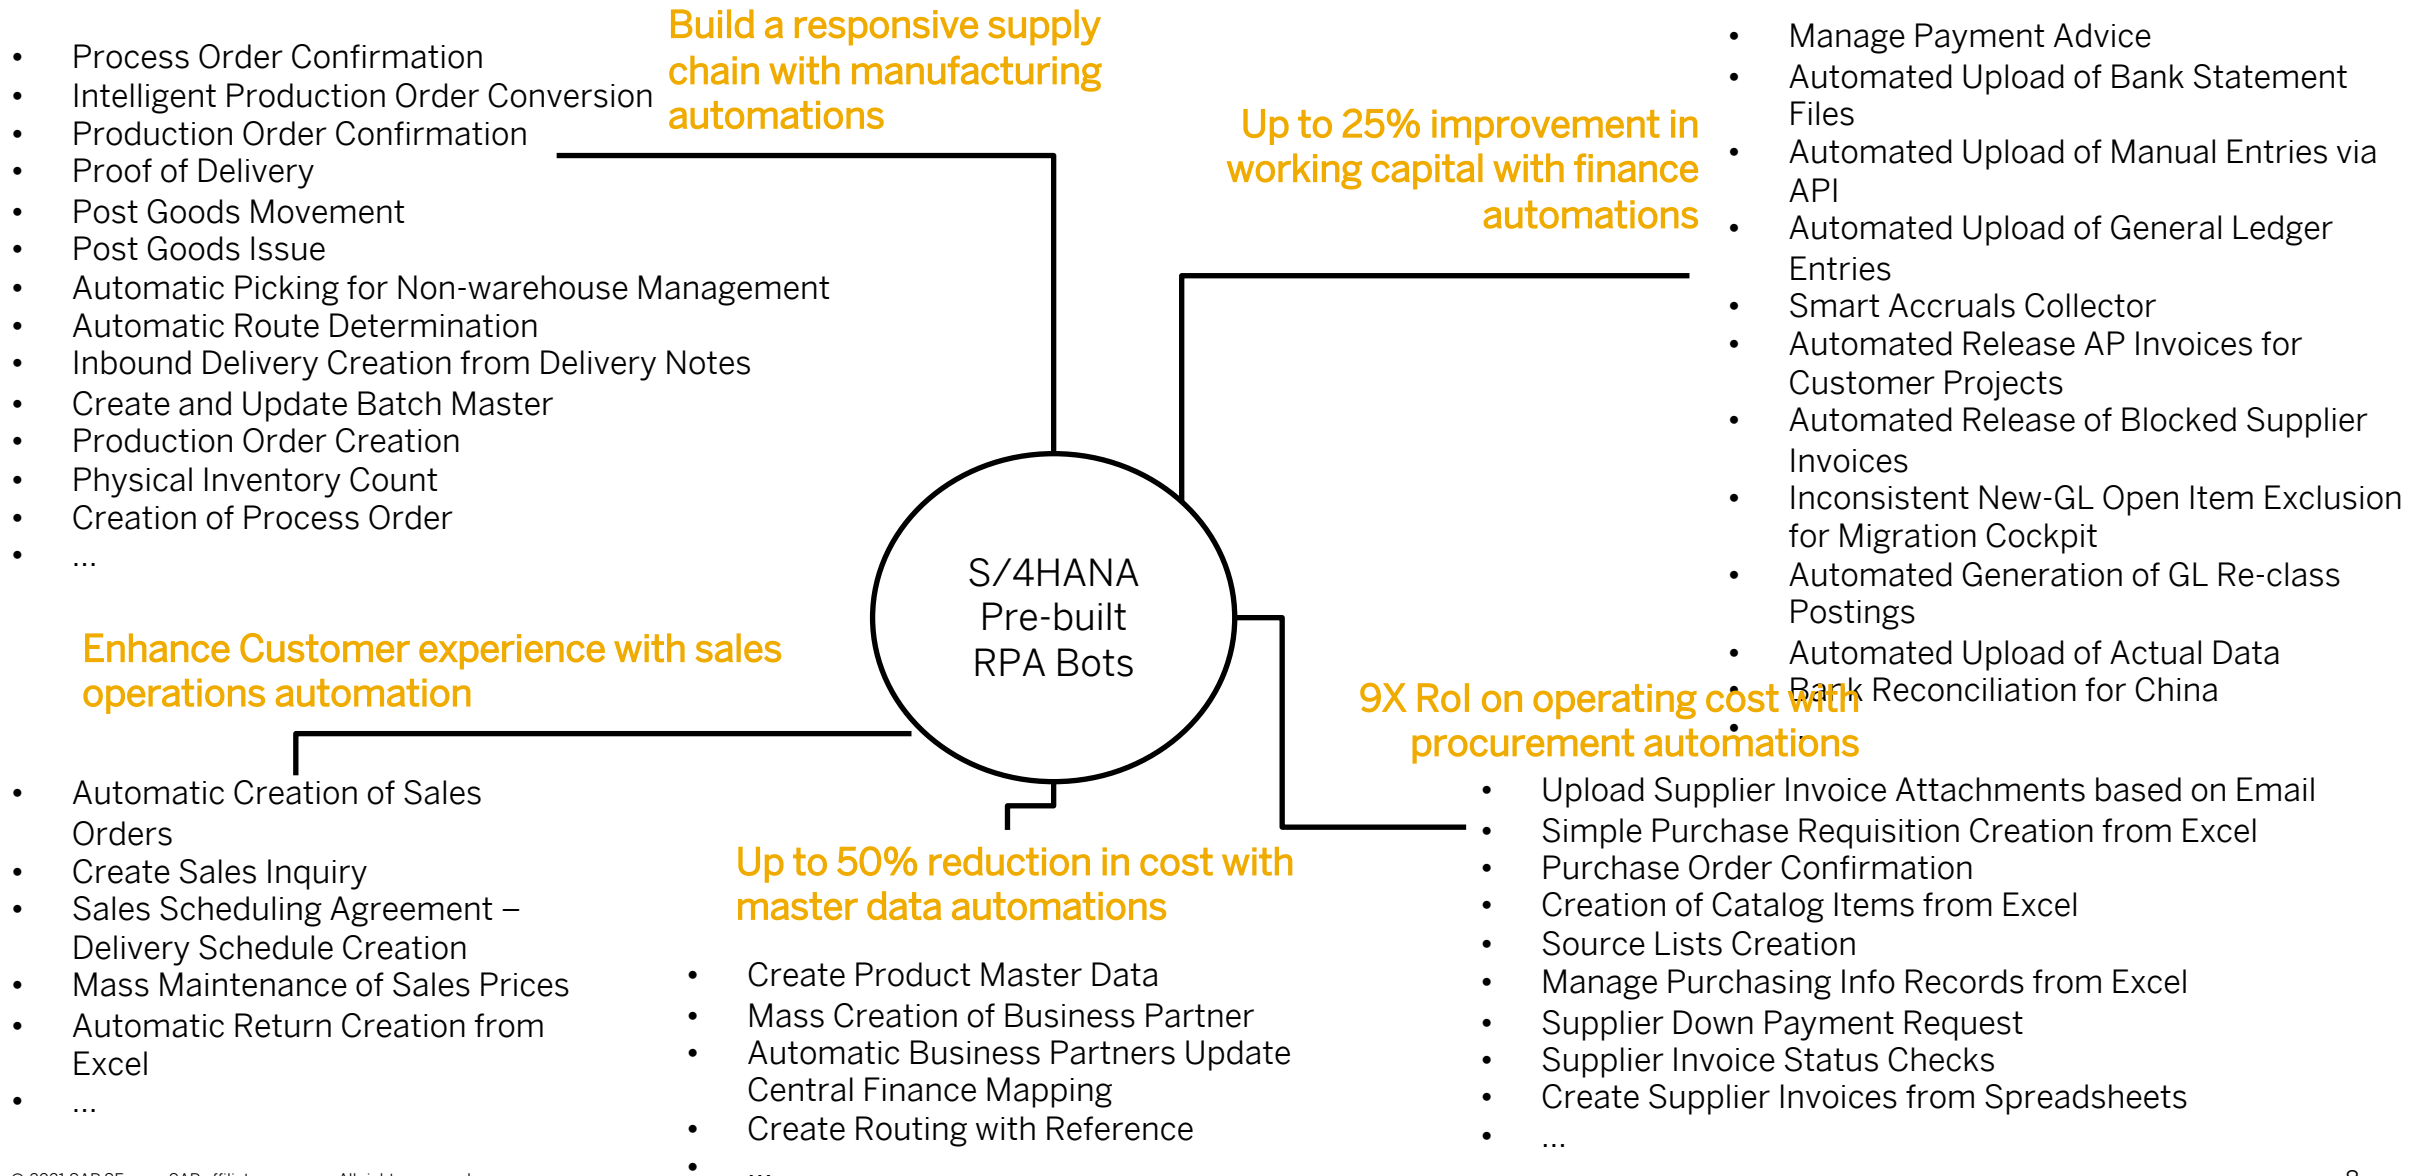 Build a responsive supply
chain with manufacturing
automations
• Process Order Confirmation
• Intelligent Production Order Conversion
• Production Order Confirmation
• Proof of Delivery
• Post Goods Movement
• Post Goods Issue
• Automatic Picking for Non-warehouse Management
• Automatic Route Determination
• Inbound Delivery Creation from Delivery Notes
• Create and Update Batch Master
• Production Order Creation
• Physical Inventory Count
• Creation of Process Order
• ...
Up to 25% improvement in
working capital with finance
automations
• Manage Payment Advice
• Automated Upload of Bank Statement
Files
• Automated Upload of Manual Entries via
API
• Automated Upload of General Ledger
Entries
• Smart Accruals Collector
• Automated Release AP Invoices for
Customer Projects
• Automated Release of Blocked Supplier
Invoices
• Inconsistent New-GL Open Item Exclusion
for Migration Cockpit
• Automated Generation of GL Re-class
Postings
• Automated Upload of Actual Data
• Bank Reconciliation for China
• ...
S/4HANA
Pre-built
RPA Bots
Enhance Customer experience with sales
operations automation
• Automatic Creation of Sales
Orders
• Create Sales Inquiry
• Sales Scheduling Agreement –
Delivery Schedule Creation
• Mass Maintenance of Sales Prices
• Automatic Return Creation from
Excel
• ...
Up to 50% reduction in cost with
master data automations
• Create Product Master Data
• Mass Creation of Business Partner
• Automatic Business Partners Update
Central Finance Mapping
• Create Routing with Reference
• ...
9X RoI on operating cost with
procurement automations
• Upload Supplier Invoice Attachments based on Email
• Simple Purchase Requisition Creation from Excel
• Purchase Order Confirmation
• Creation of Catalog Items from Excel
• Source Lists Creation
• Manage Purchasing Info Records from Excel
• Supplier Down Payment Request
• Supplier Invoice Status Checks
• Create Supplier Invoices from Spreadsheets
• ...